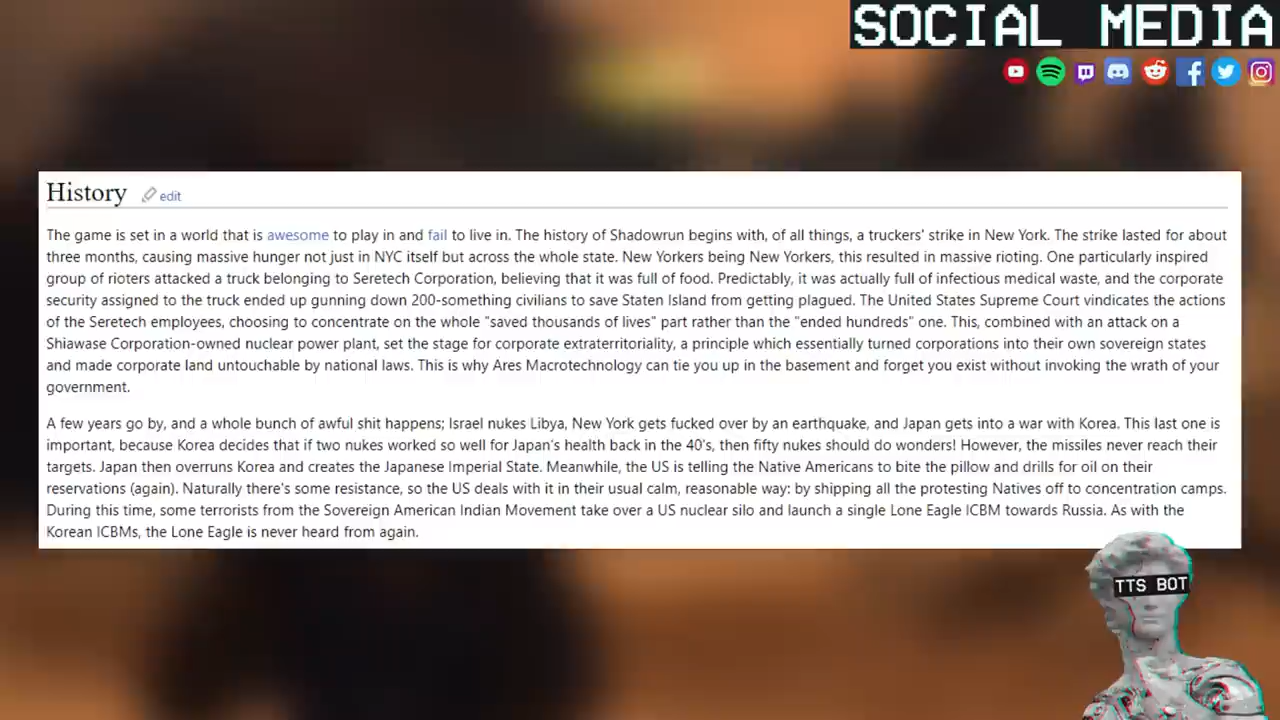 SOCIAL MEDIA
History edit
The game is set in a world that is awesome to play in and fail to live in. The history of Shadowrun begins with, of all things, a truckers' strike in New York. The strike lasted for about
three months, causing massive hunger not just in NYC itself but across the whole state. New Yorkers being New Yorkers, this resulted in massive rioting. One particularly inspired
group of rioters attacked a truck belonging to Seretech Corporation, believing that it was full of food. Predictably, it was actually full of infectious medical waste, and the corporate
security assigned to the truck ended up gunning down 200-something civilians to save Staten Island from getting plagued. The United States Supreme Court vindicates the actions
of the Seretech employees, choosing to concentrate on the whole "saved thousands of lives" part rather than the "ended hundreds" one. This, combined with an attack on a
Shiawase Corporation-owned nuclear power plant, set the stage for corporate extraterritoriality, a principle which essentially turned corporations into their own sovereign states
and made corporate land untouchable by national laws. This is why Ares Macrotechnology can tie you up in the basement and forget you exist without invoking the wrath of your
government.
A few years go by, and a whole bunch of awful shit happens; Israel nukes Libya, New York gets fucked over by an earthquake, and Japan gets into a war with Korea. This last one is
important, because Korea decides that if two nukes worked so well for Japan's health back in the 40's, then fifty nukes should do wonders! However, the missiles never reach their
targets. Japan then overruns Korea and creates the Japanese Imperial State. Meanwhile, the US is telling the Native Americans to bite the pillow and drills for oil on their
reservations (again). Naturally there's some resistance, so the US deals with it in their usual calm, reasonable way: by shipping all the protesting Natives off to concentration camps.
During this time, some terrorists from the Sovereign American Indian Movement take over a US nuclear silo and launch a single Lone Eagle ICBM towards Russia. As with the
Korean ICBMs, the Lone Eagle is never heard from again.
TTS BOT